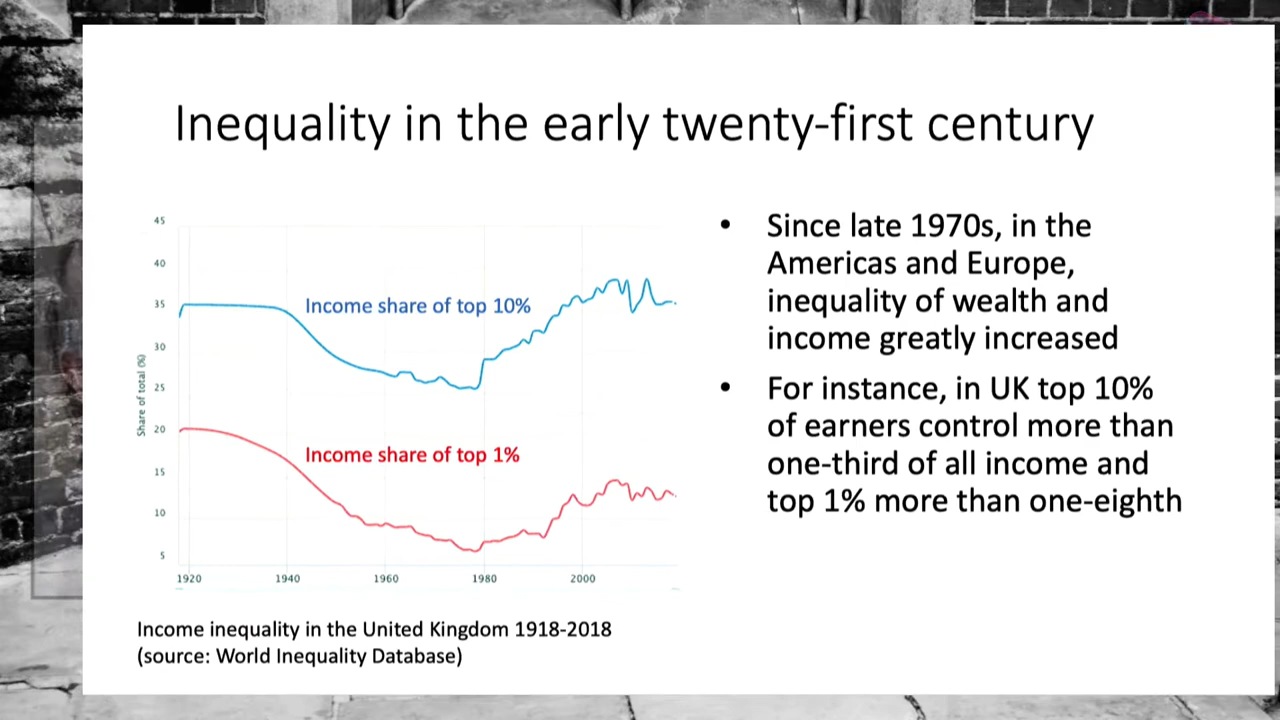 Inequality in the early twenty-first century
45
40
35
30
25
20
15
10
5
Share of total (%)
Income share of top 10%
Income share of top 1%
1920 1940 1960 1980 2000
Income inequality in the United Kingdom 1918-2018
(source: World Inequality Database)
• Since late 1970s, in the
Americas and Europe,
inequality of wealth and
income greatly increased
• For instance, in UK top 10%
of earners control more than
one-third of all income and
top 1% more than one-eighth